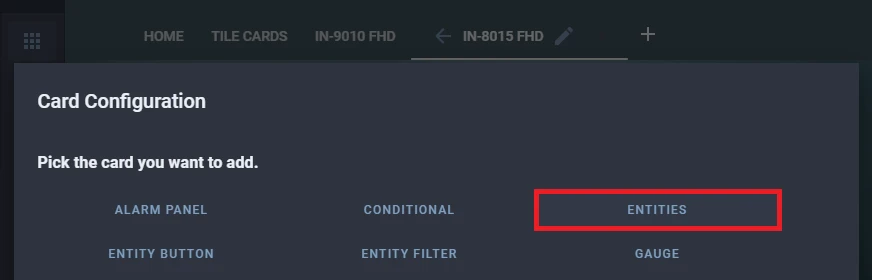 HOME TILE CARDS IN-9010 FHD IN-8015 FHD
Card Configuration
Pick the card you want to add.
ALARM PANEL CONDITIONAL ENTITIES
ENTITY BUTTON ENTITY FILTER GAUGE